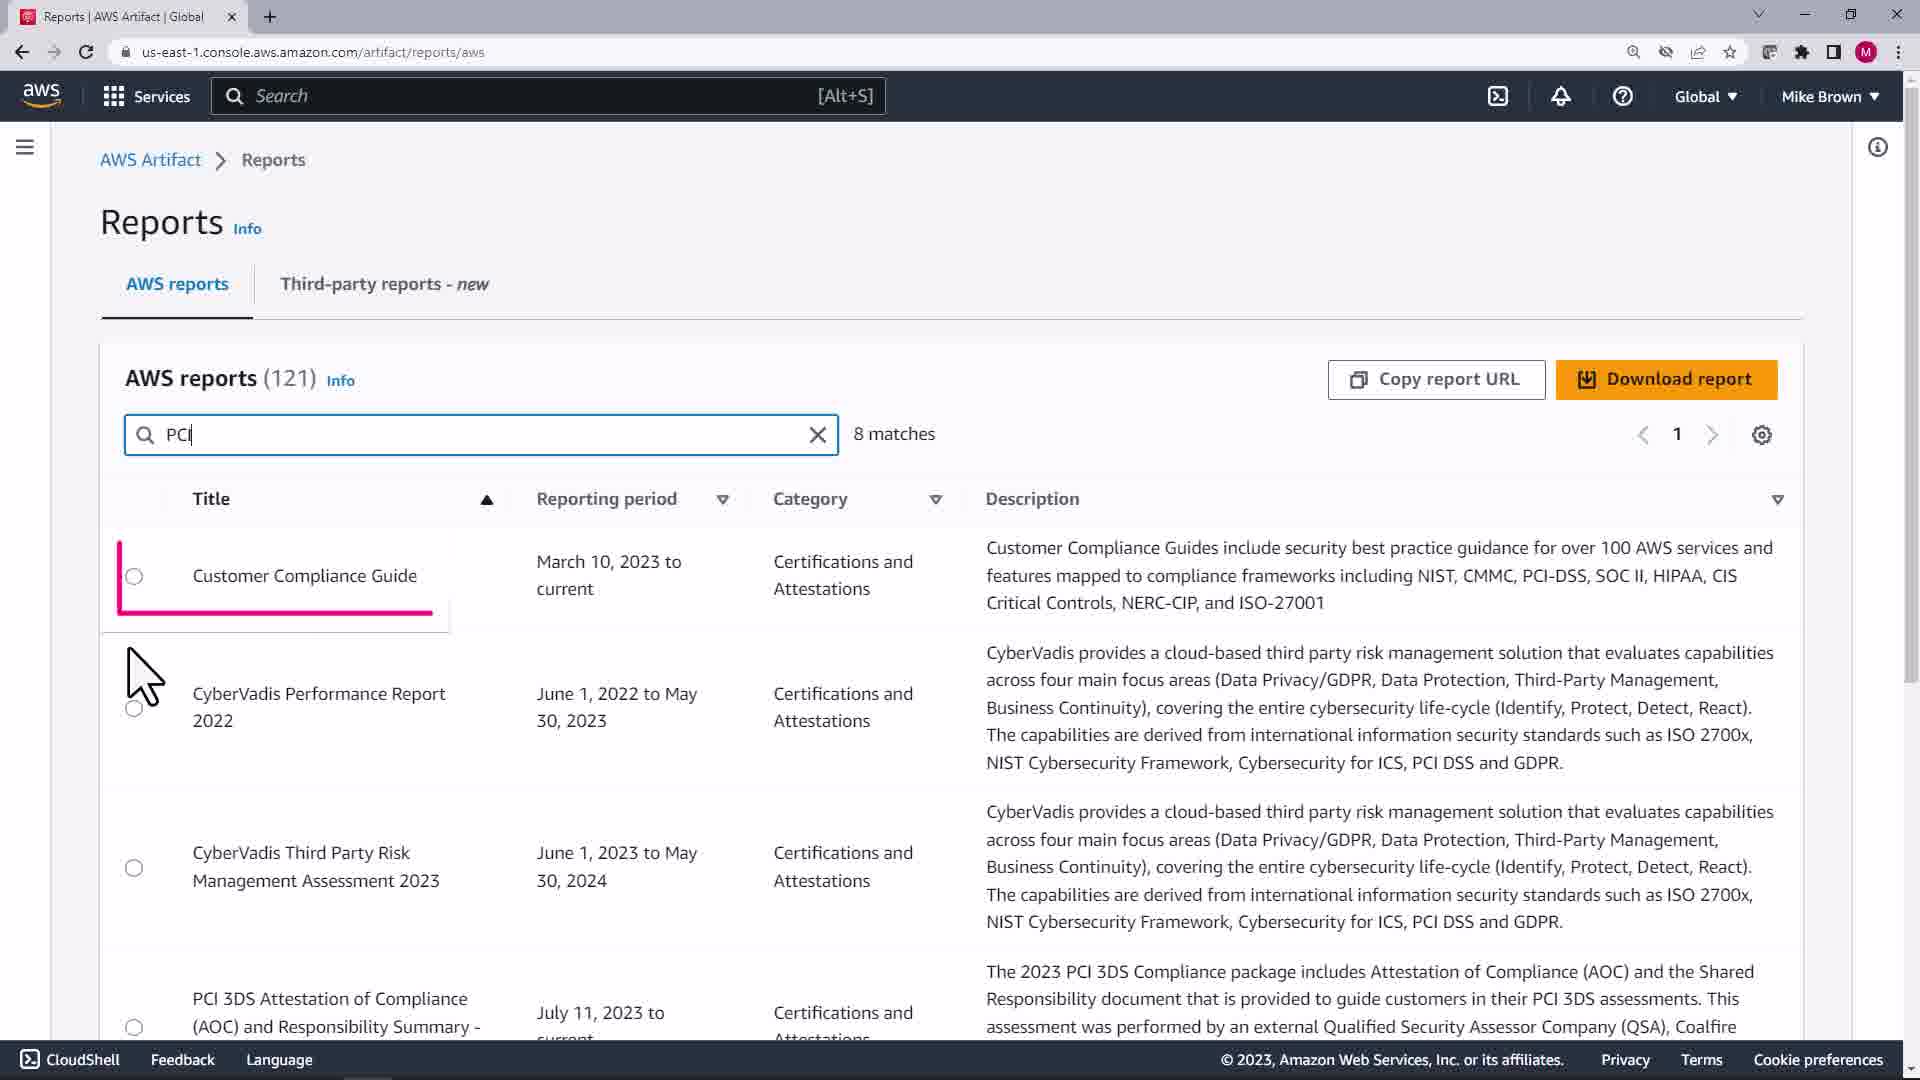 Reports | AWS Artifact | Global
us-east-1.console.aws.amazon.com/artifact/reports/aws
M
aws
Services
Search
[Alt+S]
Global
Mike Brown
AWS Artifact
Reports
Reports
Info
AWS reports
Third-party reports - new
AWS reports (121)
Info
Copy report URL
Download report
PCI
8 matches
1
Title
Reporting period
Category
Description
Customer Compliance Guide
March 10, 2023 to
current
Certifications and
Attestations
Customer Compliance Guides include security best practice guidance for over 100 AWS services and
features mapped to compliance frameworks including NIST, CMMC, PCI-DSS, SOC II, HIPAA, CIS
Critical Controls, NERC-CIP, and ISO-27001
CyberVadis Performance Report
2022
June 1, 2022 to May
30, 2023
Certifications and
Attestations
CyberVadis provides a cloud-based third party risk management solution that evaluates capabilities
across four main focus areas (Data Privacy/GDPR, Data Protection, Third-Party Management,
Business Continuity), covering the entire cybersecurity life-cycle (Identify, Protect, Detect, React).
The capabilities are derived from international information security standards such as ISO 2700x,
NIST Cybersecurity Framework, Cybersecurity for ICS, PCI DSS and GDPR.
CyberVadis Third Party Risk
Management Assessment 2023
June 1, 2023 to May
30, 2024
Certifications and
Attestations
CyberVadis provides a cloud-based third party risk management solution that evaluates capabilities
across four main focus areas (Data Privacy/GDPR, Data Protection, Third-Party Management,
Business Continuity), covering the entire cybersecurity life-cycle (Identify, Protect, Detect, React).
The capabilities are derived from international information security standards such as ISO 2700x,
NIST Cybersecurity Framework, Cybersecurity for ICS, PCI DSS and GDPR.
PCI 3DS Attestation of Compliance
(AOC) and Responsibility Summary -
July 11, 2023 to
current
Certifications and
Attestations
The 2023 PCI 3DS Compliance package includes Attestation of Compliance (AOC) and the Shared
Responsibility document that is provided to guide customers in their PCI 3DS assessments. This
assessment was performed by an external Qualified Security Assessor Company (QSA), Coalfire
CloudShell
Feedback
Language
© 2023, Amazon Web Services, Inc. or its affiliates.
Privacy
Terms
Cookie preferences